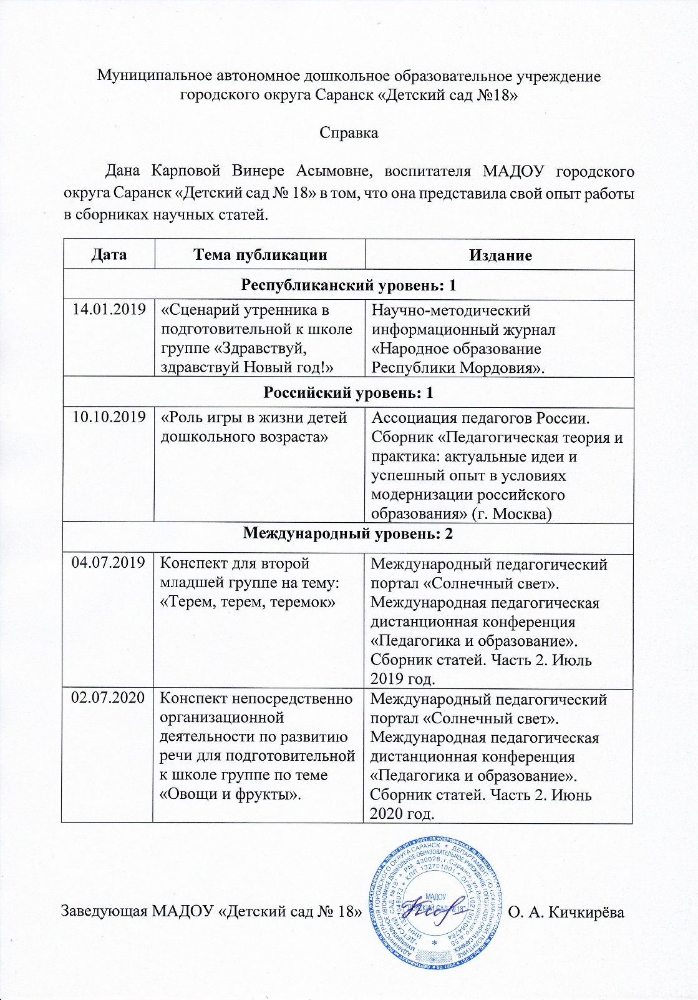 Муниципальное автономное дошкольное образовательное учреждение
городского округа Саранск «Детский сад №18»
Справка
Дана Карповой Винере Асымовне, воспитателя МАДОУ городского
округа Саранск «Детский сад № 18» в том, что она представила свой опыт работы
в сборниках научных статей.
Дата Тема публикации Издание
Республиканский уровень: 1
14.01.2019
«Сценарий утренника в
подготовительной к школе
группе «Здравствуй,
здравствуй Новый год!»
Научно-методический
информационный журнал
«Народное образование
Республики Мордовия».
Российский уровень: 1
10.10.2019
«Роль игры в жизни детей
дошкольного возраста»
Ассоциация педагогов России.
Сборник «Педагогическая теория и
практика: актуальные идеи и
успешный опыт в условиях
модернизации российского
образования» (г. Москва)
Международный уровень: 2
04.07.2019
Конспект для второй
младшей группе на тему:
«Терем, терем, теремок»
Международный педагогический
портал «Солнечный свет».
Международная педагогическая
дистанционная конференция
«Педагогика и образование».
Сборник статей. Часть 2. Июль
2019 год.
02.07.2020
Конспект непосредственно
организационной
деятельности по развитию
речи для подготовительной
к школе группе по теме
«Овощи и фрукты».
Международный педагогический
портал «Солнечный свет».
Международная педагогическая
дистанционная конференция
«Педагогика и образование».
Сборник статей. Часть 2. Июнь
2020 год.
Заведующая МАДОУ «Детский сад № 18» О. А. Кичкирёва
МАДОУ
"ДЕТСКИЙ САД №18"